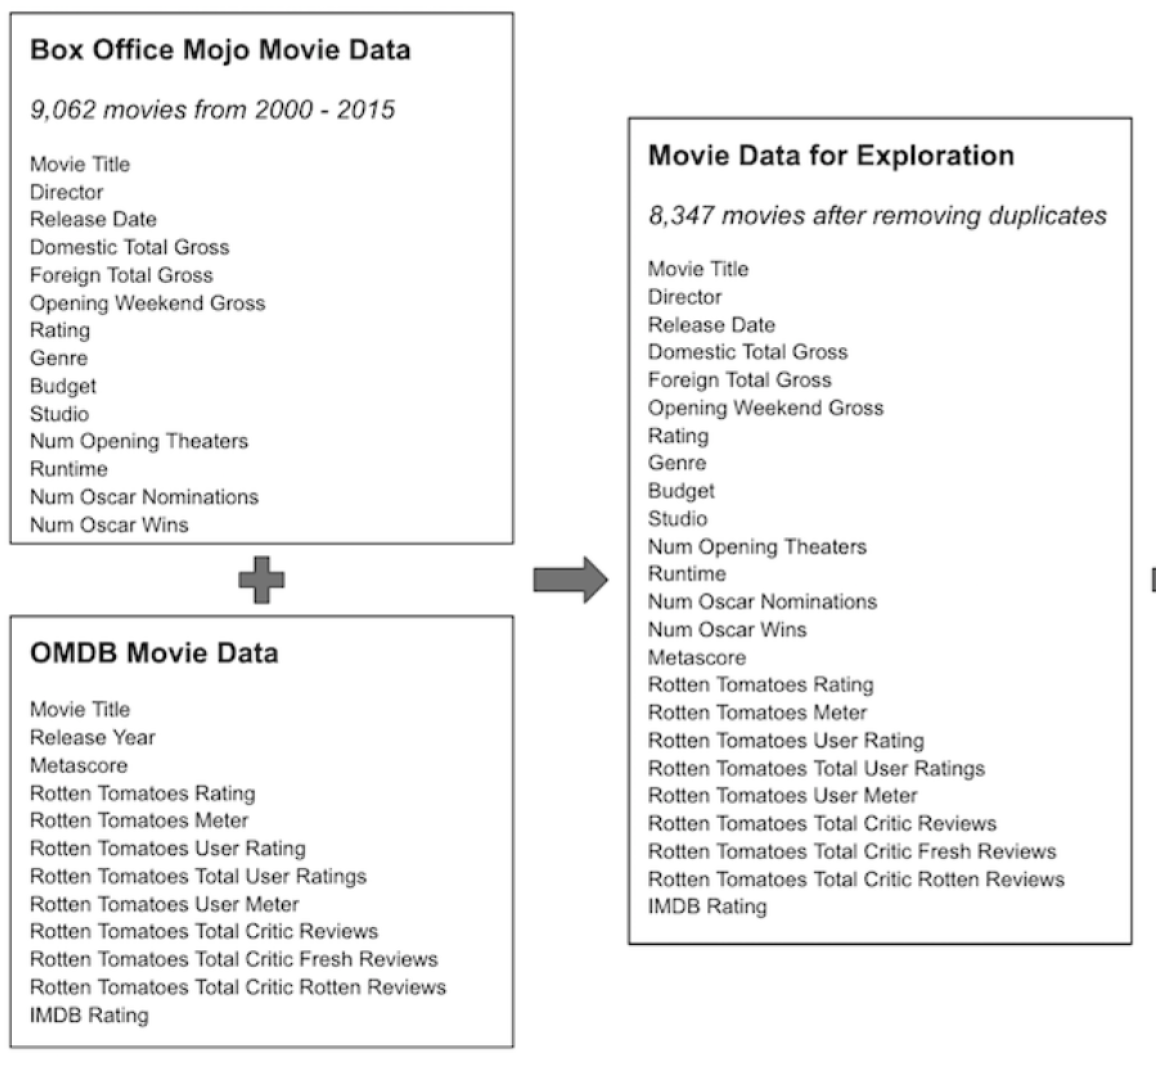 Box Office Mojo Movie Data
9,062 movies from 2000 - 2015
Movie Title
Director
Release Date
Domestic Total Gross
Foreign Total Gross
Opening Weekend Gross
Rating
Genre
Budget
Studio
Num Opening Theaters
Runtime
Num Oscar Nominations
Num Oscar Wins
OMDB Movie Data
Movie Title
Release Year
Metascore
Rotten Tomatoes Rating
Rotten Tomatoes Meter
Rotten Tomatoes User Rating
Rotten Tomatoes Total User Ratings
Rotten Tomatoes User Meter
Rotten Tomatoes Total Critic Reviews
Rotten Tomatoes Total Critic Fresh Reviews
Rotten Tomatoes Total Critic Rotten Reviews
IMDB Rating
Movie Data for Exploration
8,347 movies after removing duplicates
Movie Title
Director
Release Date
Domestic Total Gross
Foreign Total Gross
Opening Weekend Gross
Rating
Genre
Budget
Studio
Num Opening Theaters
Runtime
Num Oscar Nominations
Num Oscar Wins
Metascore
Rotten Tomatoes Rating
Rotten Tomatoes Meter
Rotten Tomatoes User Rating
Rotten Tomatoes Total User Ratings
Rotten Tomatoes User Meter
Rotten Tomatoes Total Critic Reviews
Rotten Tomatoes Total Critic Fresh Reviews
Rotten Tomatoes Total Critic Rotten Reviews
IMDB Rating